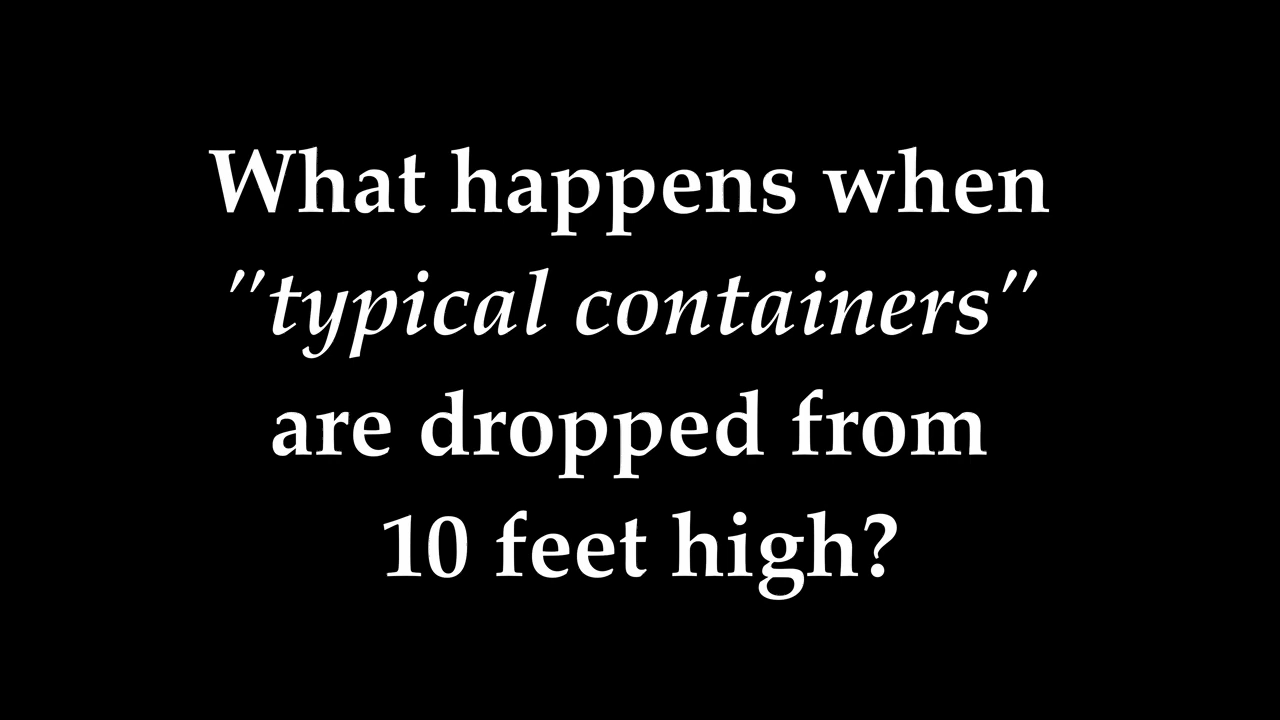 What happens when
"typical containers"
are dropped from
10 feet high?